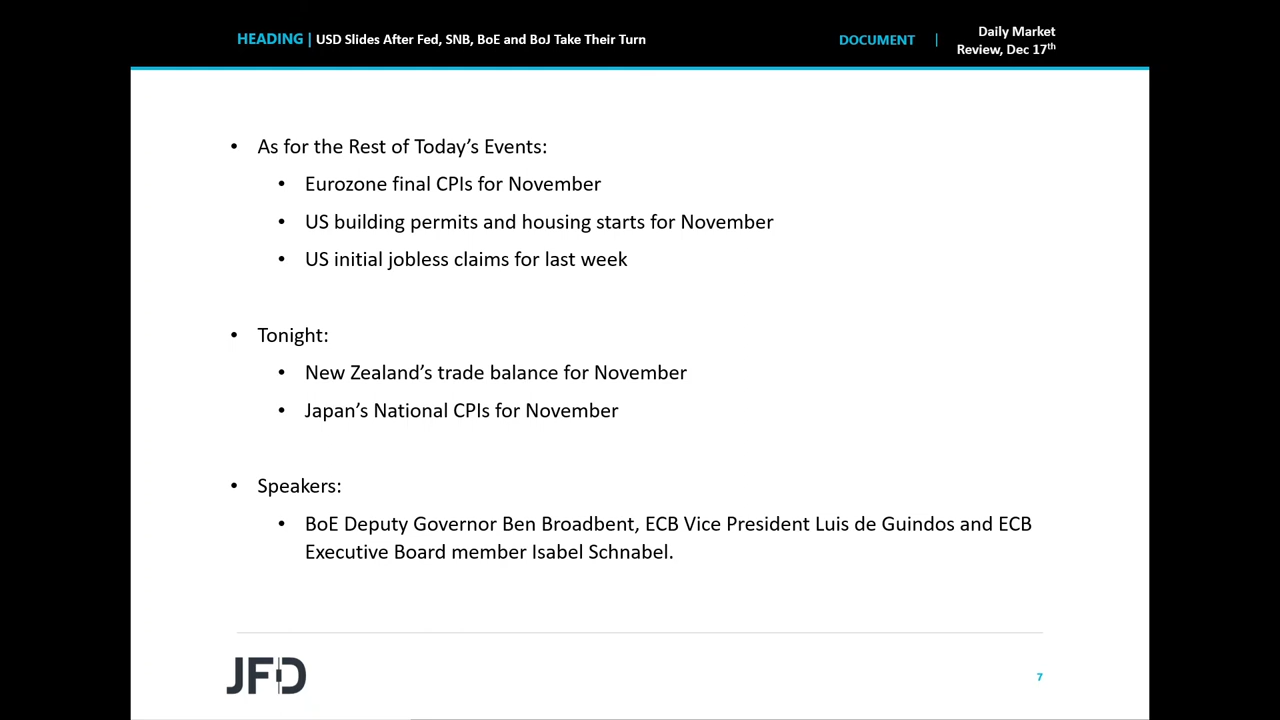 HEADING | USD Slides After Fed, SNB, BoE and BoJ Take Their Turn
DOCUMENT | Daily Market
Review, Dec 17th
• As for the Rest of Today’s Events:
• Eurozone final CPIs for November
• US building permits and housing starts for November
• US initial jobless claims for last week
• Tonight:
• New Zealand’s trade balance for November
• Japan’s National CPIs for November
• Speakers:
• BoE Deputy Governor Ben Broadbent, ECB Vice President Luis de Guindos and ECB
Executive Board member Isabel Schnabel.
JFD
7